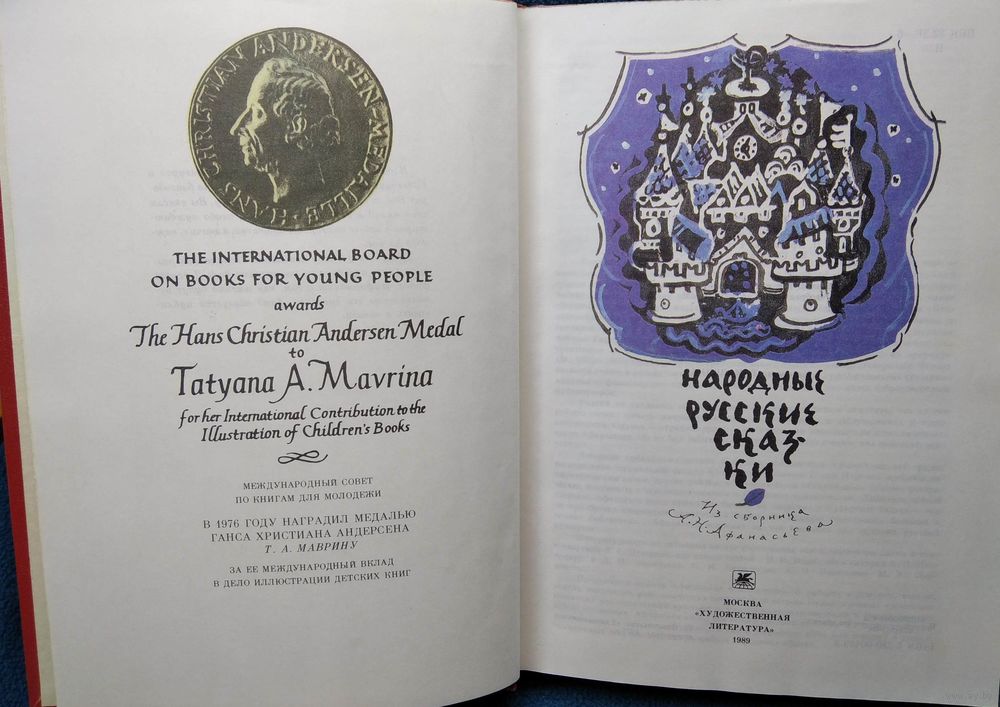 HANS CHRISTIAN ANDERSEN-MEDAILLE
THE INTERNATIONAL BOARD
ON BOOKS FOR YOUNG PEOPLE
awards
The Hans Christian Andersen Medal
to
Tatyana A. Mavrina
for her International Contribution to the
Illustration of Children's Books
МЕЖДУНАРОДНЫЙ СОВЕТ
ПО КНИГАМ ДЛЯ МОЛОДЕЖИ
В 1976 ГОДУ НАГРАДИЛ МЕДАЛЬЮ
ГАНСА ХРИСТИАНА АНДЕРСЕНА
Т. А. МАВРИНУ
ЗА ЕЕ МЕЖДУНАРОДНЫЙ ВКЛАД
В ДЕЛО ИЛЛЮСТРАЦИИ ДЕТСКИХ КНИГ
НАРОДНЫЕ
РУССКИЕ
СКАЗ-
КИ
Из сборника
А. Н. Афанасьева
МОСКВА
«ХУДОЖЕСТВЕННАЯ
ЛИТЕРАТУРА»
1989